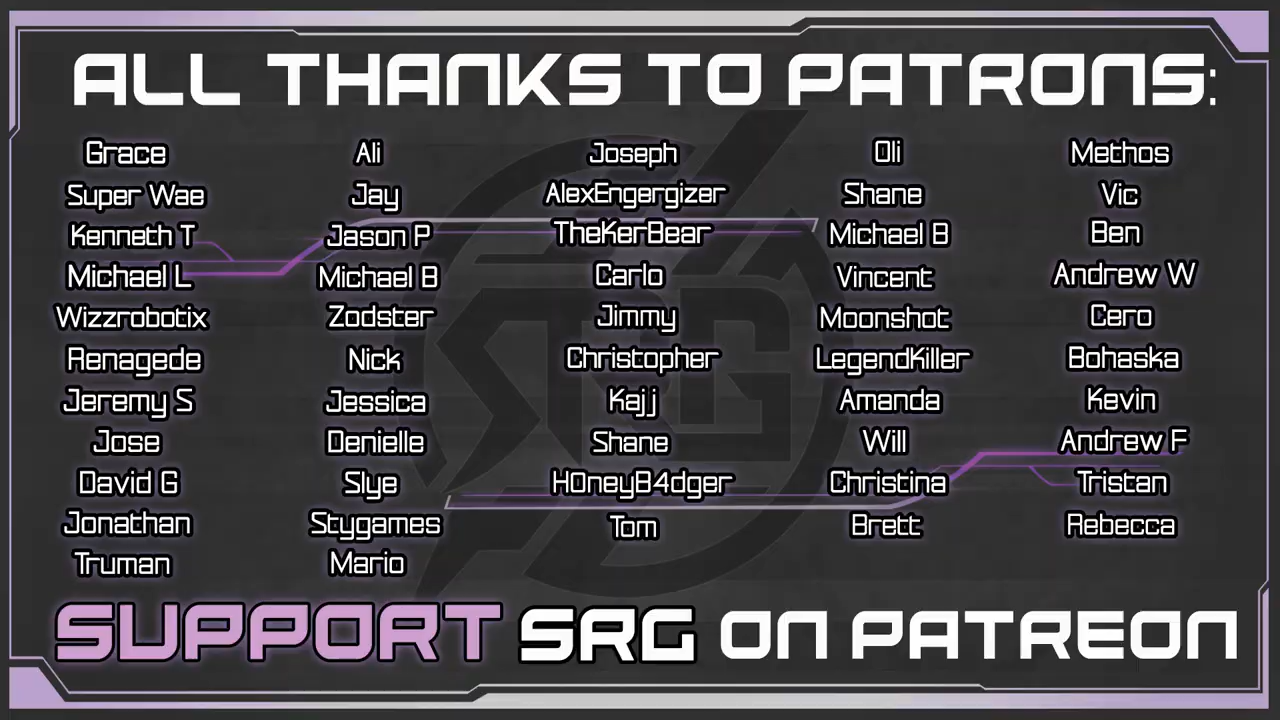 ALL THANKS TO PATRONS:
Grace Ali Joseph Oli Methos
Super Wae Jay AlexEngergizer Shane Vic
Kenneth T Jason P TheKerBear Michael B Ben
Michael L Michael B Carlo Vincent Andrew W
Wizzrobotix Zodster Jimmy Moonshot Cero
Renagede Nick Christopher LegendKiller Bohaska
Jeremy S Jessica Kajj Amanda Kevin
Jose Denielle Shane Will Andrew F
David G Slye H0neyB4dger Christina Tristan
Jonathan Stygames Tom Brett Rebecca
Truman Mario
SUPPORT SRG ON PATREON